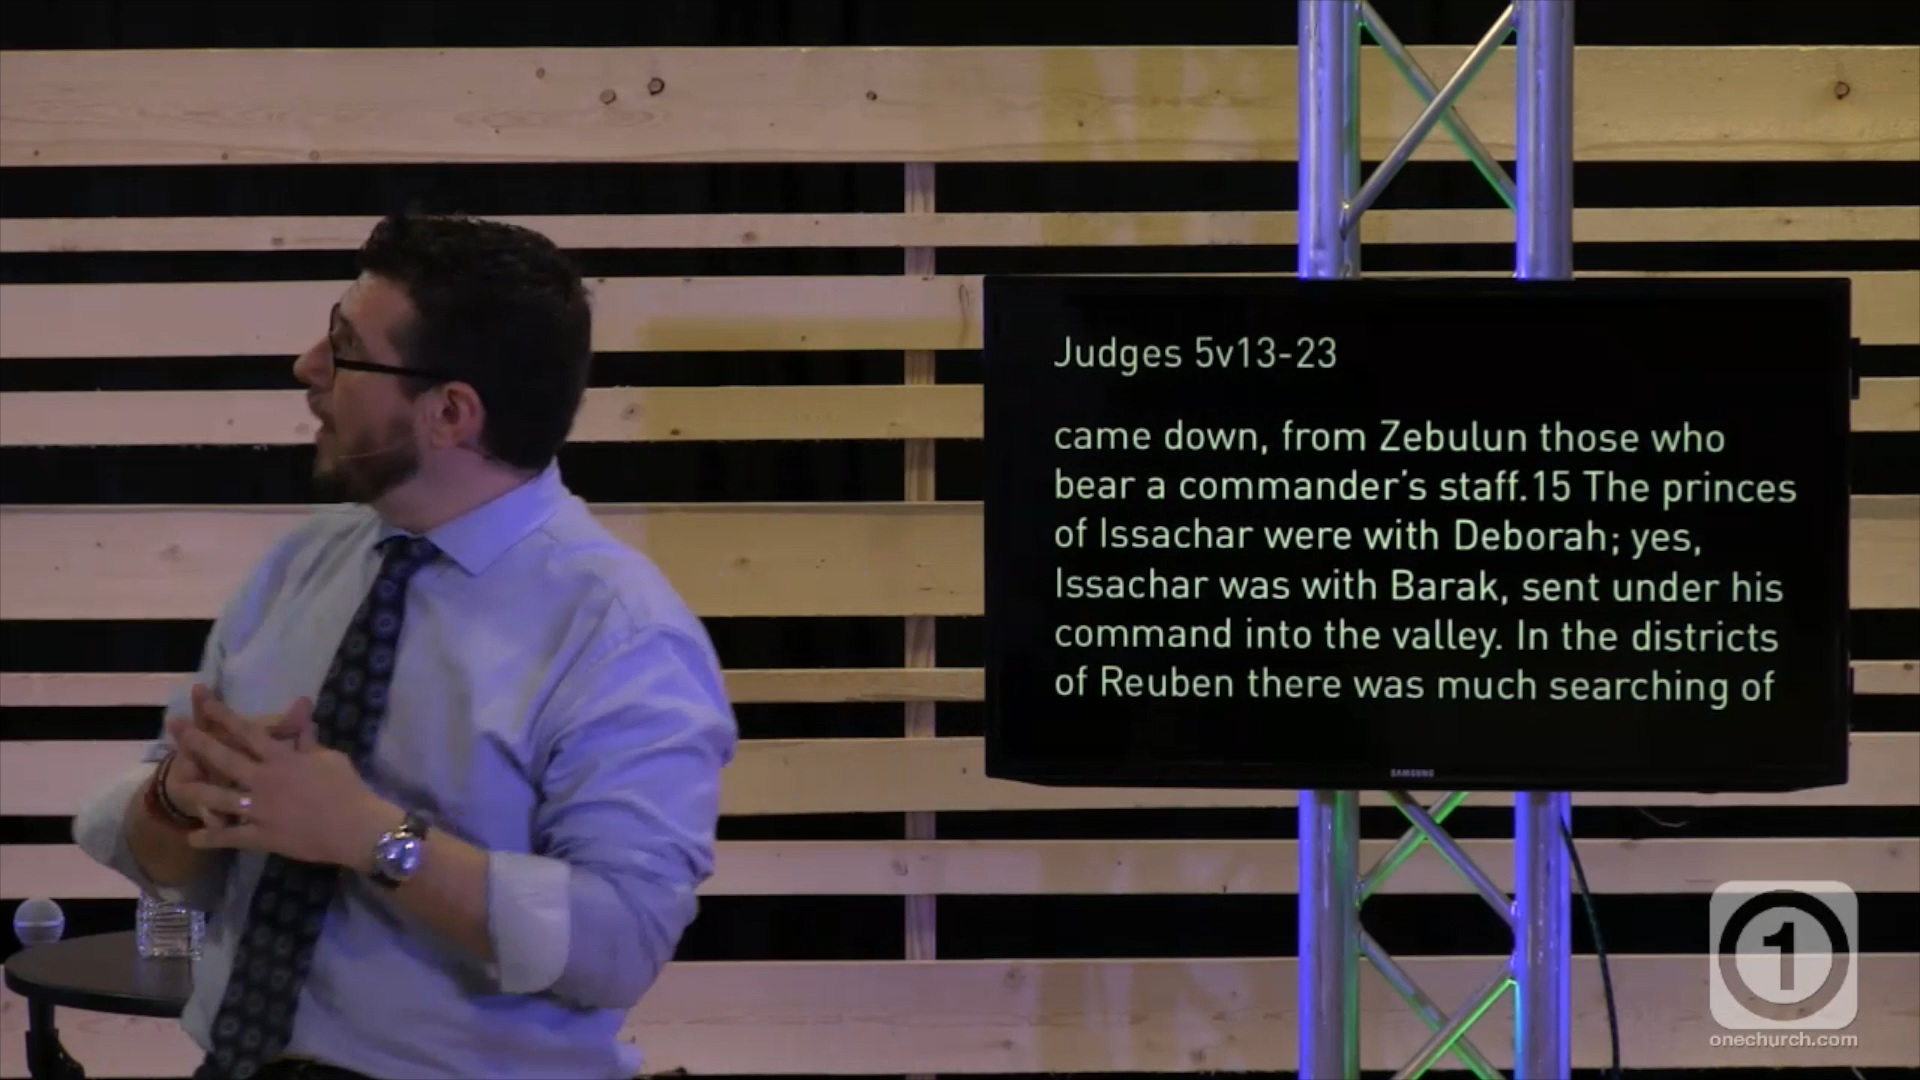 Judges 5v13-23
came down, from Zebulun those who
bear a commander's staff.15 The princes
of Issachar were with Deborah; yes,
Issachar was with Barak, sent under his
command into the valley. In the districts
of Reuben there was much searching of
SAMSUNG
1
onechurch.com